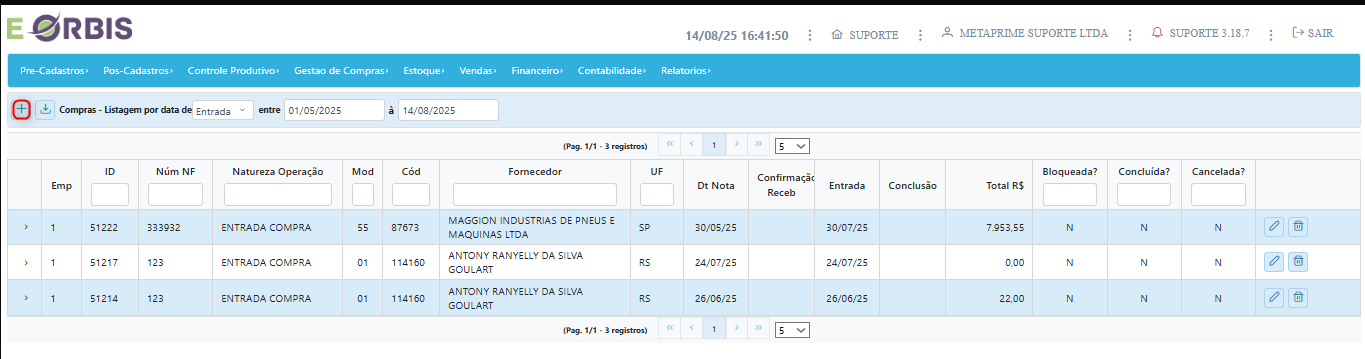 E ORBIS
14/08/25 16:41:50 SUPORTE METAPRIME SUPORTE LTDA SUPORTE 3.18.7 SAIR
Pre-Cadastros Pos-Cadastros Controle Produtivo Gestao de Compras Estoque Vendas Financeiro Contabilidade Relatorios
Compras - Listagem por data de Entrada entre 01/05/2025 à 14/08/2025
(Pag. 1/1 - 3 registros) 1 5
Emp ID Núm NF Natureza Operação Mod Cód Fornecedor UF Dt Nota Confirmação Receb Entrada Conclusão Total R$ Bloqueada? Concluída? Cancelada?
1 51222 333932 ENTRADA COMPRA 55 87673 MAGGION INDUSTRIAS DE PNEUS E MAQUINAS LTDA SP 30/05/25 30/07/25 7.953,55 N N N
1 51217 123 ENTRADA COMPRA 01 114160 ANTONY RANYELLY DA SILVA GOULART RS 24/07/25 24/07/25 0,00 N N N
1 51214 123 ENTRADA COMPRA 01 114160 ANTONY RANYELLY DA SILVA GOULART RS 26/06/25 26/06/25 22,00 N N N
(Pag. 1/1 - 3 registros) 1 5